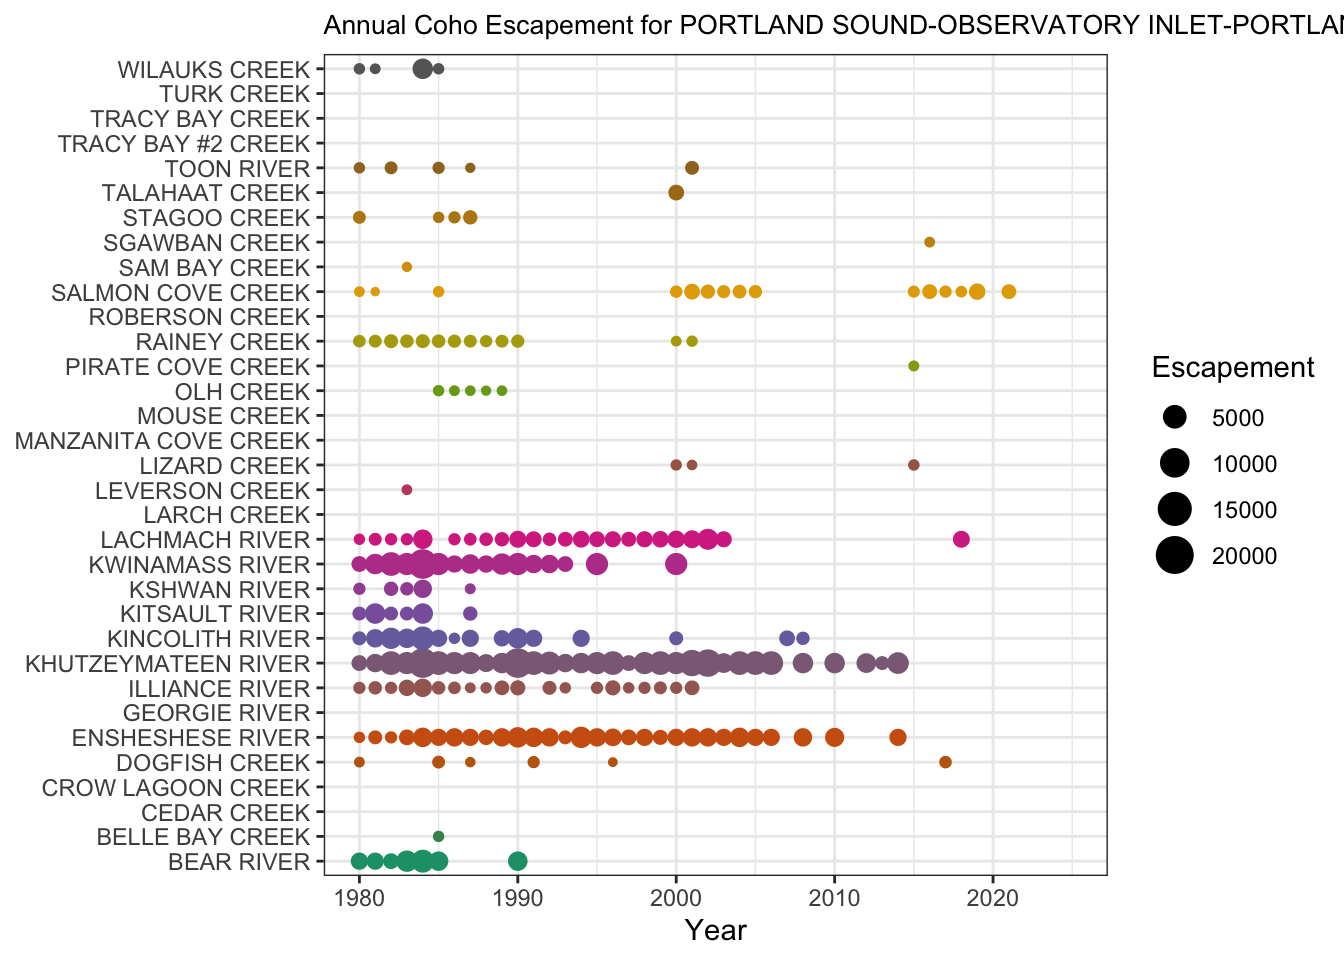 Annual Coho Escapement for PORTLAND SOUND-OBSERVATORY INLET-PORTLAN
WILAUKS CREEK
TURK CREEK
TRACY BAY CREEK
TRACY BAY #2 CREEK
TOON RIVER
TALAHAAT CREEK
STAGOO CREEK
SGAWBAN CREEK
SAM BAY CREEK
SALMON COVE CREEK
ROBERSON CREEK
RAINEY CREEK
PIRATE COVE CREEK
OLH CREEK
MOUSE CREEK
MANZANITA COVE CREEK
LIZARD CREEK
LEVERSON CREEK
LARCH CREEK
LACHMACH RIVER
KWINAMASS RIVER
KSHWAN RIVER
KITSAULT RIVER
KINCOLITH RIVER
KHUTZEYMATEEN RIVER
ILLIANCE RIVER
GEORGIE RIVER
ENSHESHESE RIVER
DOGFISH CREEK
CROW LAGOON CREEK
CEDAR CREEK
BELLE BAY CREEK
BEAR RIVER
1980 1990 2000 2010 2020
Year
Escapement
5000
10000
15000
20000